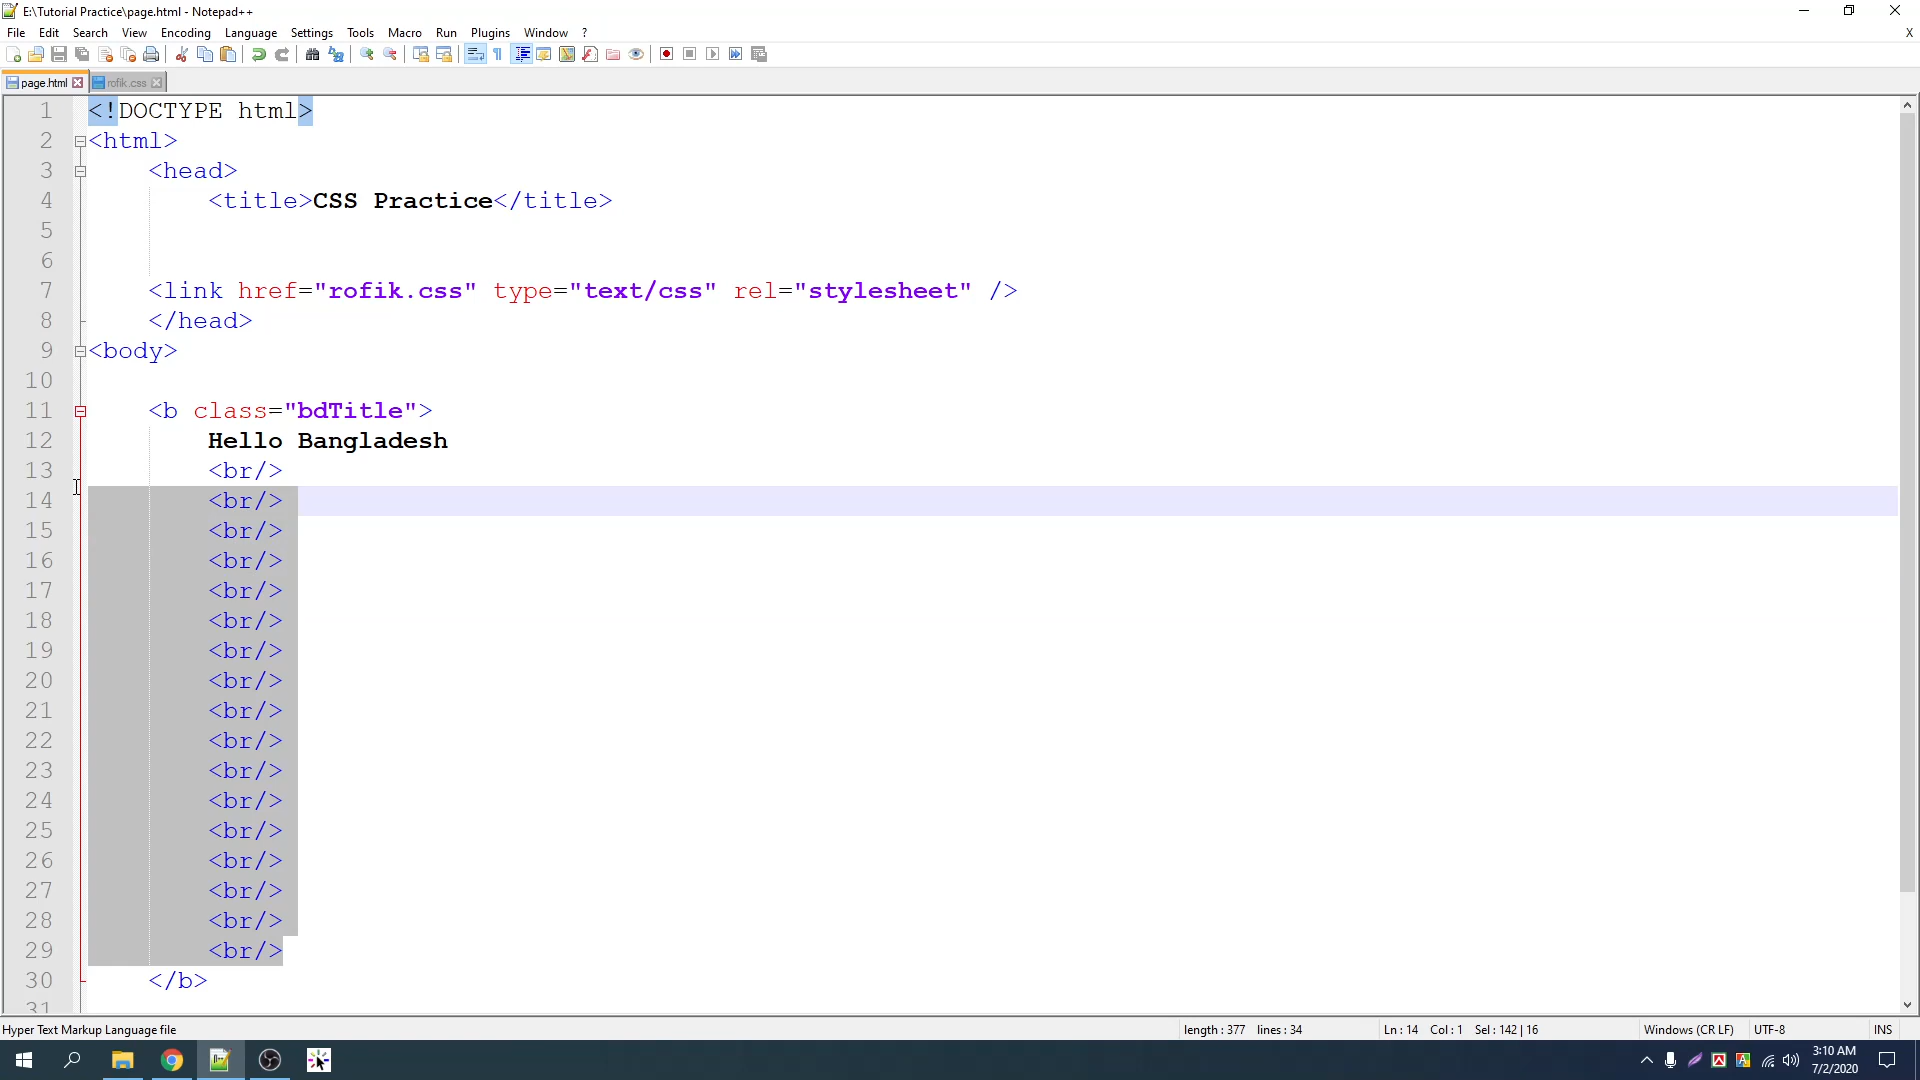 E:\Tutorial Practice\page.html - Notepad++
File Edit Search View Encoding Language Settings Tools Macro Run Plugins Window ? X
page.html rofik.css
1 <!DOCTYPE html>
2 <html>
3 <head>
4 <title>CSS Practice</title>
5
6
7 <link href="rofik.css" type="text/css" rel="stylesheet" />
8 </head>
9 <body>
10
11 <b class="bdTitle">
12 Hello Bangladesh
13 <br/>
14 <br/>
15 <br/>
16 <br/>
17 <br/>
18 <br/>
19 <br/>
20 <br/>
21 <br/>
22 <br/>
23 <br/>
24 <br/>
25 <br/>
26 <br/>
27 <br/>
28 <br/>
29 <br/>
30 </b>
31
Hyper Text Markup Language file length : 377 lines : 34 Ln : 14 Col : 1 Sel : 142 | 16 Windows (CR LF) UTF-8 INS
3:10 AM
7/2/2020